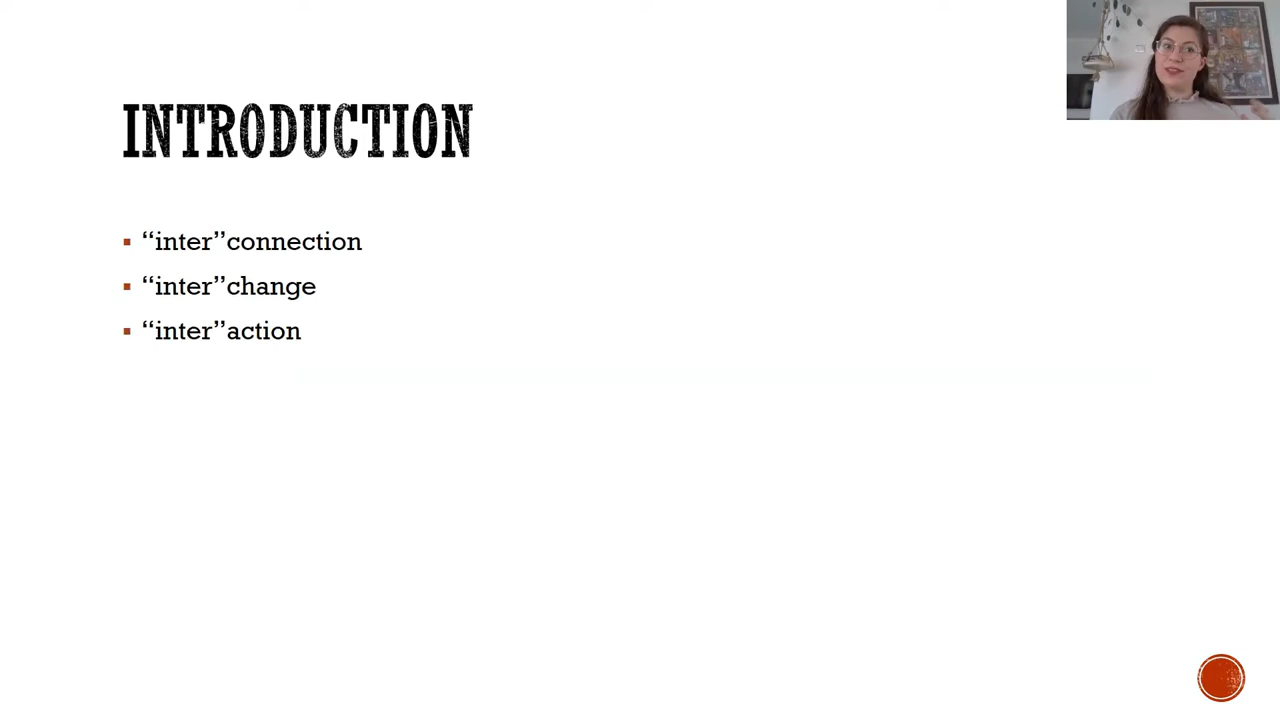 INTRODUCTION
“inter”connection
“inter”change
“inter”action